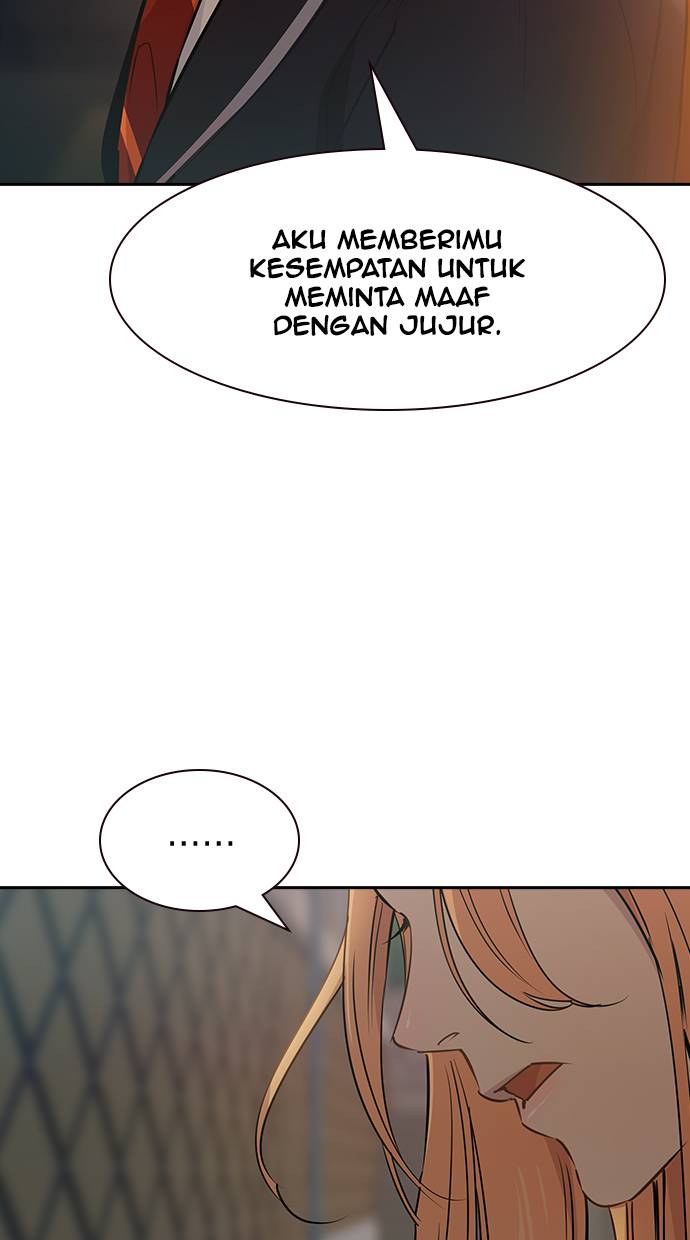 AKU MEMBERIMU
KESEMPATAN UNTUK
MEMINTA MAAF
DENGAN JUJUR.
......